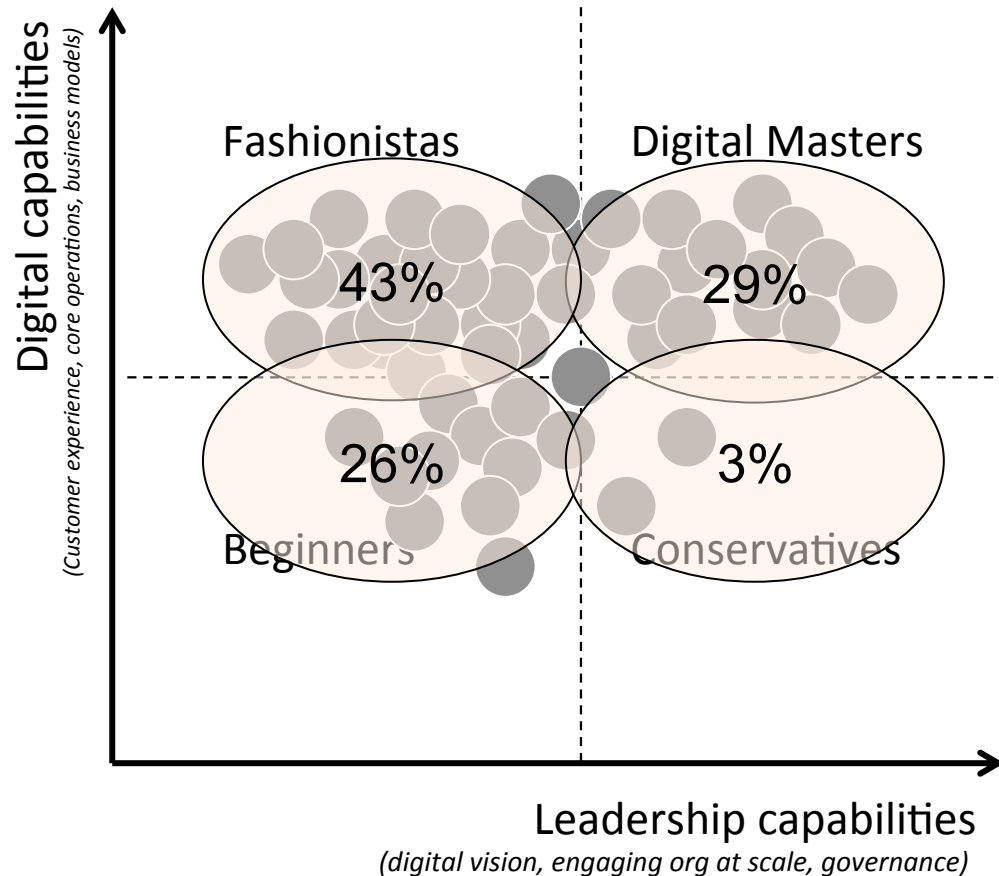 Digital capabilities
(Customer experience, core operations, business models)
Fashionistas
Digital Masters
43%
29%
26%
3%
Beginners
Conservatives
Leadership capabilities
(digital vision, engaging org at scale, governance)